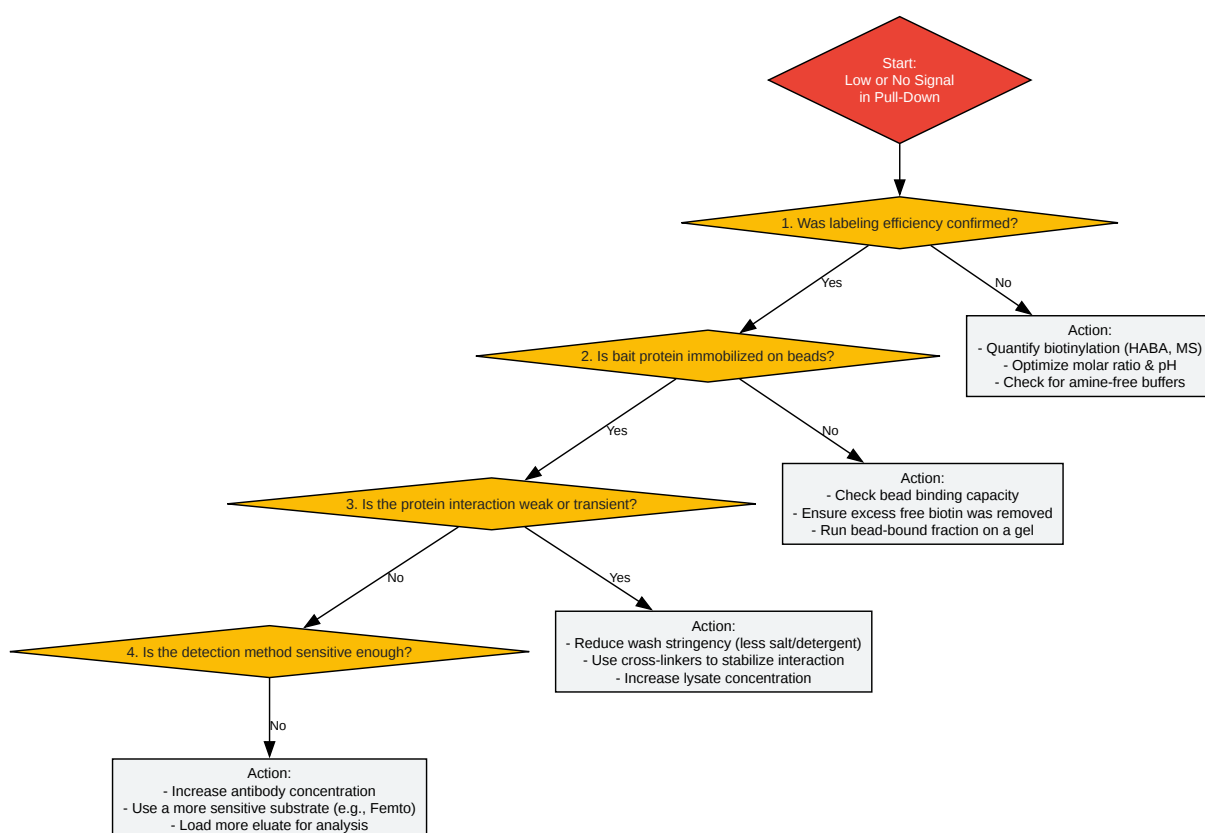 Start:
Low or No Signal
in Pull-Down
1. Was labeling efficiency confirmed?
Yes
No
Action:
- Quantify biotinylation (HABA, MS)
- Optimize molar ratio & pH
- Check for amine-free buffers
2. Is bait protein immobilized on beads?
Yes
No
Action:
- Check bead binding capacity
- Ensure excess free biotin was removed
- Run bead-bound fraction on a gel
3. Is the protein interaction weak or transient?
No
Yes
Action:
- Reduce wash stringency (less salt/detergent)
- Use cross-linkers to stabilize interaction
- Increase lysate concentration
4. Is the detection method sensitive enough?
No
Action:
- Increase antibody concentration
- Use a more sensitive substrate (e.g., Femto)
- Load more eluate for analysis